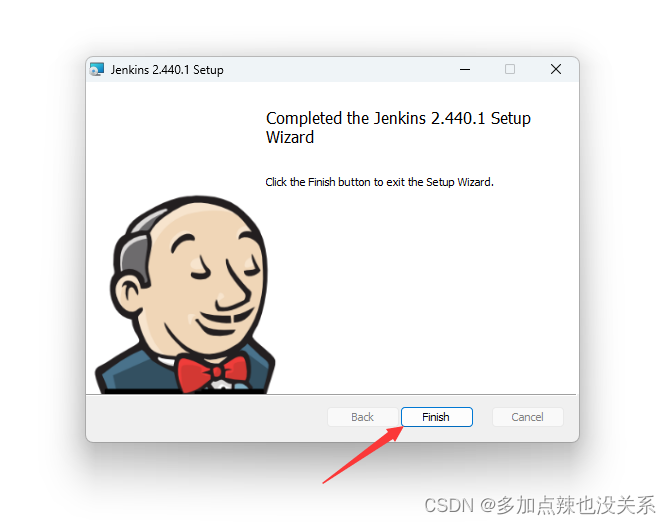 Jenkins 2.440.1 Setup
Completed the Jenkins 2.440.1 Setup
Wizard
Click the Finish button to exit the Setup Wizard.
Back
Finish
Cancel
CSDN @多加点辣也没关系